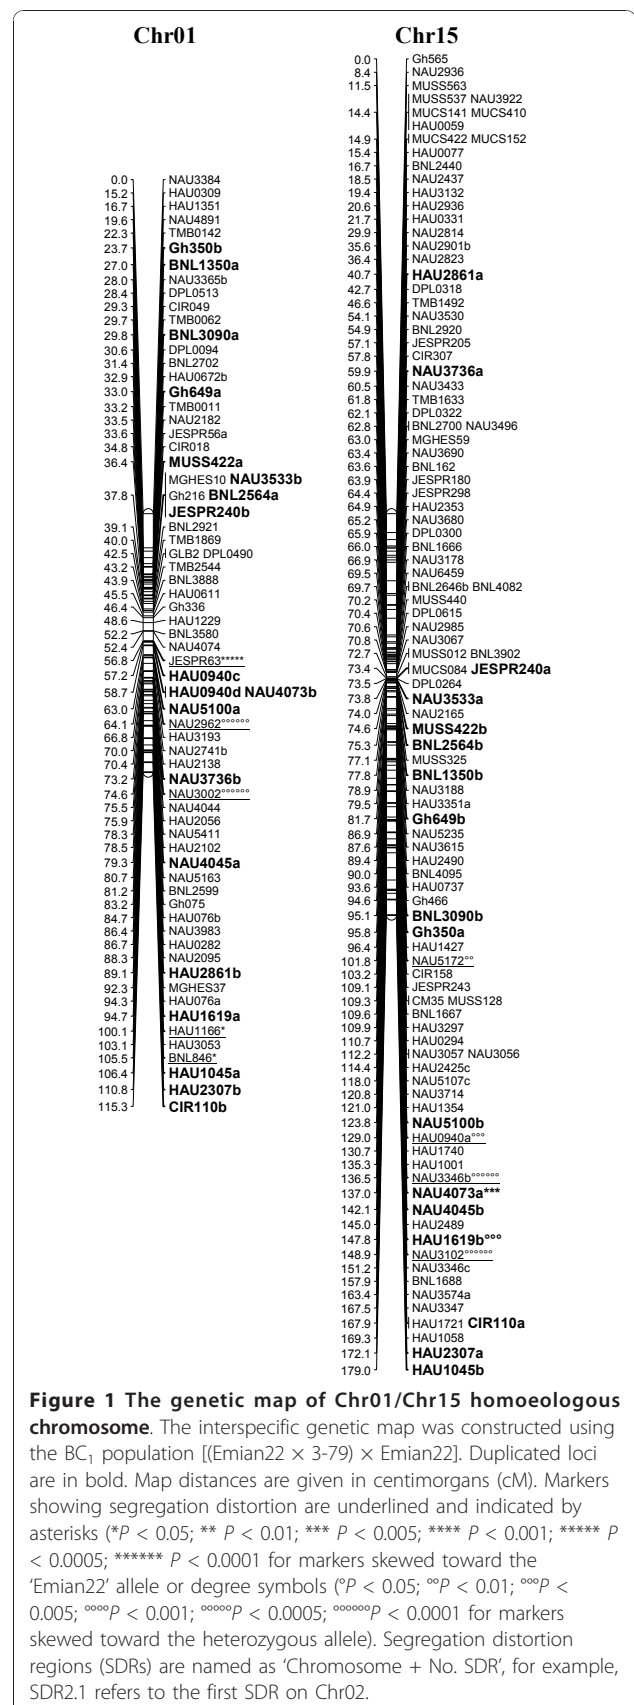 Chr01
0.0 NAU3384
15.2 HAU0309
16.7 HAU1351
19.6 NAU4891
22.3 TMB0142
23.7 Gh350b
27.0 BNL1350a
28.0 NAU3365b
28.4 DPL0513
29.3 CIR049
29.7 TMB0062
29.8 BNL3090a
30.6 DPL0094
31.4 BNL2702
32.9 HAU0672b
33.0 Gh649a
33.2 TMB0011
33.5 NAU2182
33.6 JESPR56a
34.8 CIR018
36.4 MUSS422a
MGHES10 NAU3533b
37.8 Gh216 BNL2564a
JESPR240b
39.1 BNL2921
40.0 TMB1869
42.5 GLB2 DPL0490
43.2 TMB2544
43.9 BNL3888
45.5 HAU0611
46.4 Gh336
48.6 HAU1229
52.2 BNL3580
52.4 NAU4074
56.8 JESPR63*****
57.2 HAU0940c
58.7 HAU0940d NAU4073b
63.0 NAU5100a
64.1 NAU2962°°°°°°
66.8 HAU3193
70.0 NAU2741b
70.4 HAU2138
73.2 NAU3736b
74.6 NAU3002°°°°°°
75.5 NAU4044
75.9 HAU2056
78.3 NAU5411
78.5 HAU2102
79.3 NAU4045a
80.7 NAU5163
81.2 BNL2599
83.2 Gh075
84.7 HAU076b
86.4 NAU3983
86.7 HAU0282
88.3 NAU2095
89.1 HAU2861b
92.3 MGHES37
94.3 HAU076a
94.7 HAU1619a
100.1 HAU1166*
103.1 HAU3053
105.5 BNL846*
106.4 HAU1045a
110.8 HAU2307b
115.3 CIR110b
Chr15
0.0 Gh565
8.4 NAU2936
11.5 MUSS563
MUSS537 NAU3922
14.4 MUCS141 MUCS410
HAU0059
14.9 MUCS422 MUCS152
15.4 HAU0077
16.7 BNL2440
18.5 NAU2437
19.4 HAU3132
20.6 HAU2936
21.7 HAU0331
29.9 NAU2814
35.6 NAU2901b
36.4 NAU2823
40.7 HAU2861a
42.7 DPL0318
46.6 TMB1492
54.1 NAU3530
54.9 BNL2920
57.1 JESPR205
57.8 CIR307
59.9 NAU3736a
60.5 NAU3433
61.8 TMB1633
62.1 DPL0322
62.8 BNL2700 NAU3496
63.0 MGHES59
63.4 NAU3690
63.6 BNL162
63.9 JESPR180
64.4 JESPR298
64.9 HAU2353
65.2 NAU3680
65.9 DPL0300
66.0 BNL1666
66.9 NAU3178
69.5 NAU6459
69.7 BNL2646b BNL4082
70.2 MUSS440
70.4 DPL0615
70.6 NAU2985
70.8 NAU3067
72.7 MUSS012 BNL3902
73.4 MUCS084 JESPR240a
73.5 DPL0264
73.8 NAU3533a
74.0 NAU2165
74.6 MUSS422b
75.3 BNL2564b
77.1 MUSS325
77.8 BNL1350b
78.9 NAU3188
79.5 HAU3351a
81.7 Gh649b
86.9 NAU5235
87.6 NAU3615
89.4 HAU2490
90.0 BNL4095
93.6 HAU0737
94.6 Gh466
95.1 BNL3090b
95.8 Gh350a
96.4 HAU1427
101.8 NAU5172°°
103.2 CIR158
109.1 JESPR243
109.3 CM35 MUSS128
109.6 BNL1667
109.9 HAU3297
110.7 HAU0294
112.2 NAU3057 NAU3056
114.4 HAU2425c
118.0 NAU5107c
120.8 NAU3714
121.0 HAU1354
123.8 NAU5100b
129.0 HAU0940a°°°
130.7 HAU1740
135.3 HAU1001
136.5 NAU3346b°°°°°°
137.0 NAU4073a***
142.1 NAU4045b
145.0 HAU2489
147.8 HAU1619b°°°
148.9 NAU3102°°°°°°
151.2 NAU3346c
157.9 BNL1688
163.4 NAU3574a
167.5 NAU3347
167.9 HAU1721 CIR110a
169.3 HAU1058
172.1 HAU2307a
179.0 HAU1045b
Figure 1 The genetic map of Chr01/Chr15 homoeologous
chromosome. The interspecific genetic map was constructed using
the BC1 population [(Emian22 × 3-79) × Emian22]. Duplicated loci
are in bold. Map distances are given in centimorgans (cM). Markers
showing segregation distortion are underlined and indicated by
asterisks (*P < 0.05; ** P < 0.01; *** P < 0.005; **** P < 0.001; ***** P
< 0.0005; ****** P < 0.0001 for markers skewed toward the
'Emian22' allele or degree symbols (°P < 0.05; °°P < 0.01; °°°P <
0.005; °°°°P < 0.001; °°°°°P < 0.0005; °°°°°°P < 0.0001 for markers
skewed toward the heterozygous allele). Segregation distortion
regions (SDRs) are named as 'Chromosome + No. SDR', for example,
SDR2.1 refers to the first SDR on Chr02.